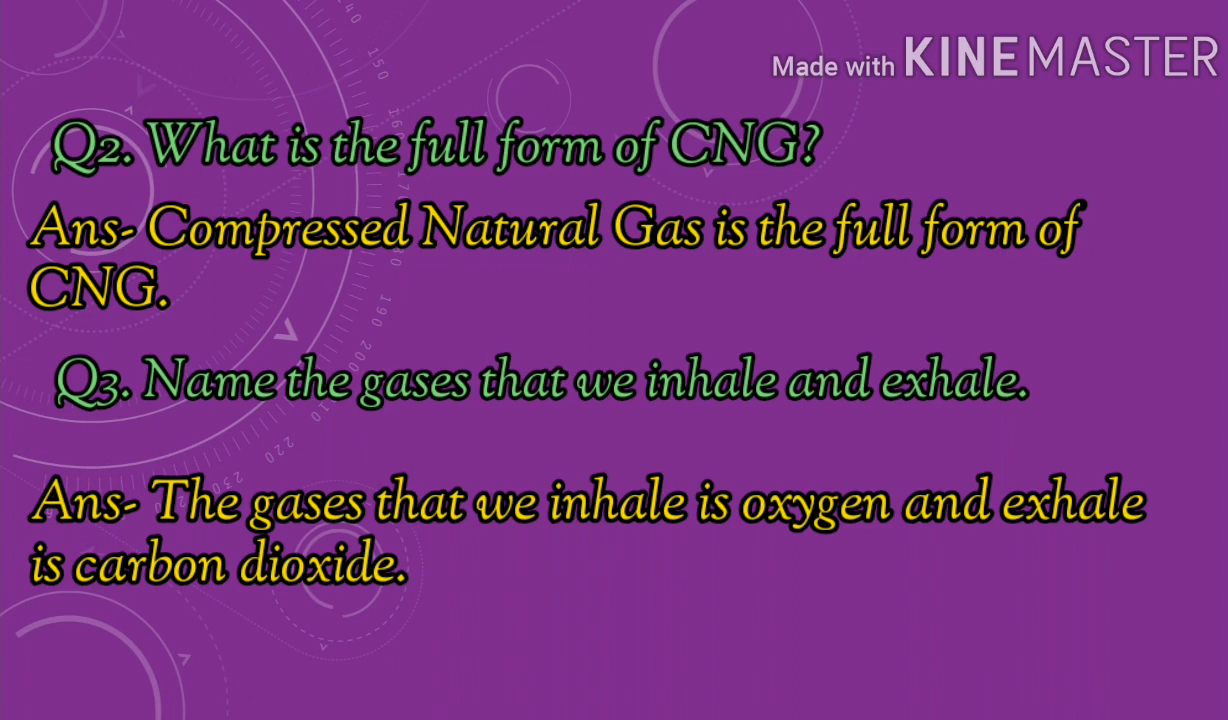 Made with KINEMASTER
Q2. What is the full form of CNG?
Ans- Compressed Natural Gas is the full form of
CNG.
Q3. Name the gases that we inhale and exhale.
Ans- The gases that we inhale is oxygen and exhale
is carbon dioxide.